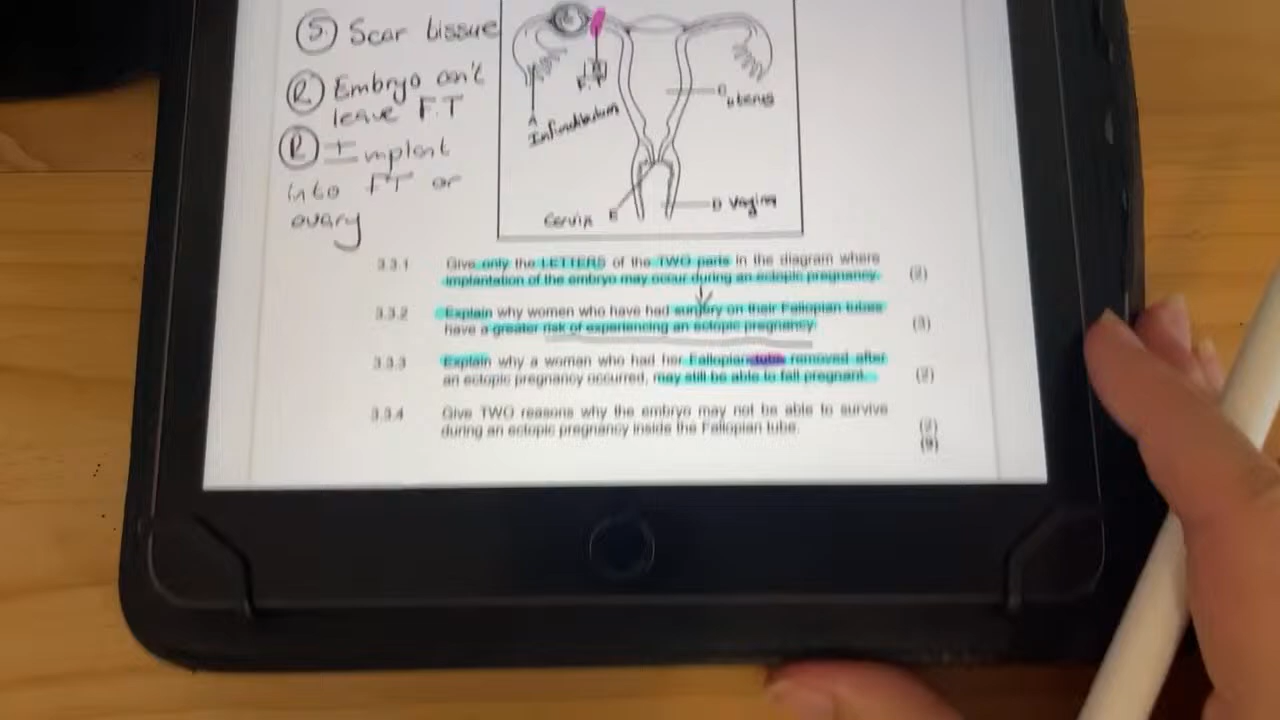 S Scar tissue
R Embryo can't
leave F.T
R Implant
into FT or
ovary
A
Infundibulum
B
F.T
C uterus
Cervix E
D Vagina
3.3.1 Give only the LETTERS of the TWO parts in the diagram where
implantation of the embryo may occur during an ectopic pregnancy. (2)
3.3.2 Explain why women who have had surgery on their Fallopian tubes
have a greater risk of experiencing an ectopic pregnancy (3)
3.3.3 Explain why a woman who had her Fallopian tube removed after
an ectopic pregnancy occurred, may still be able to fall pregnant. (2)
3.3.4 Give TWO reasons why the embryo may not be able to survive
during an ectopic pregnancy inside the Fallopian tube. (2)
(9)